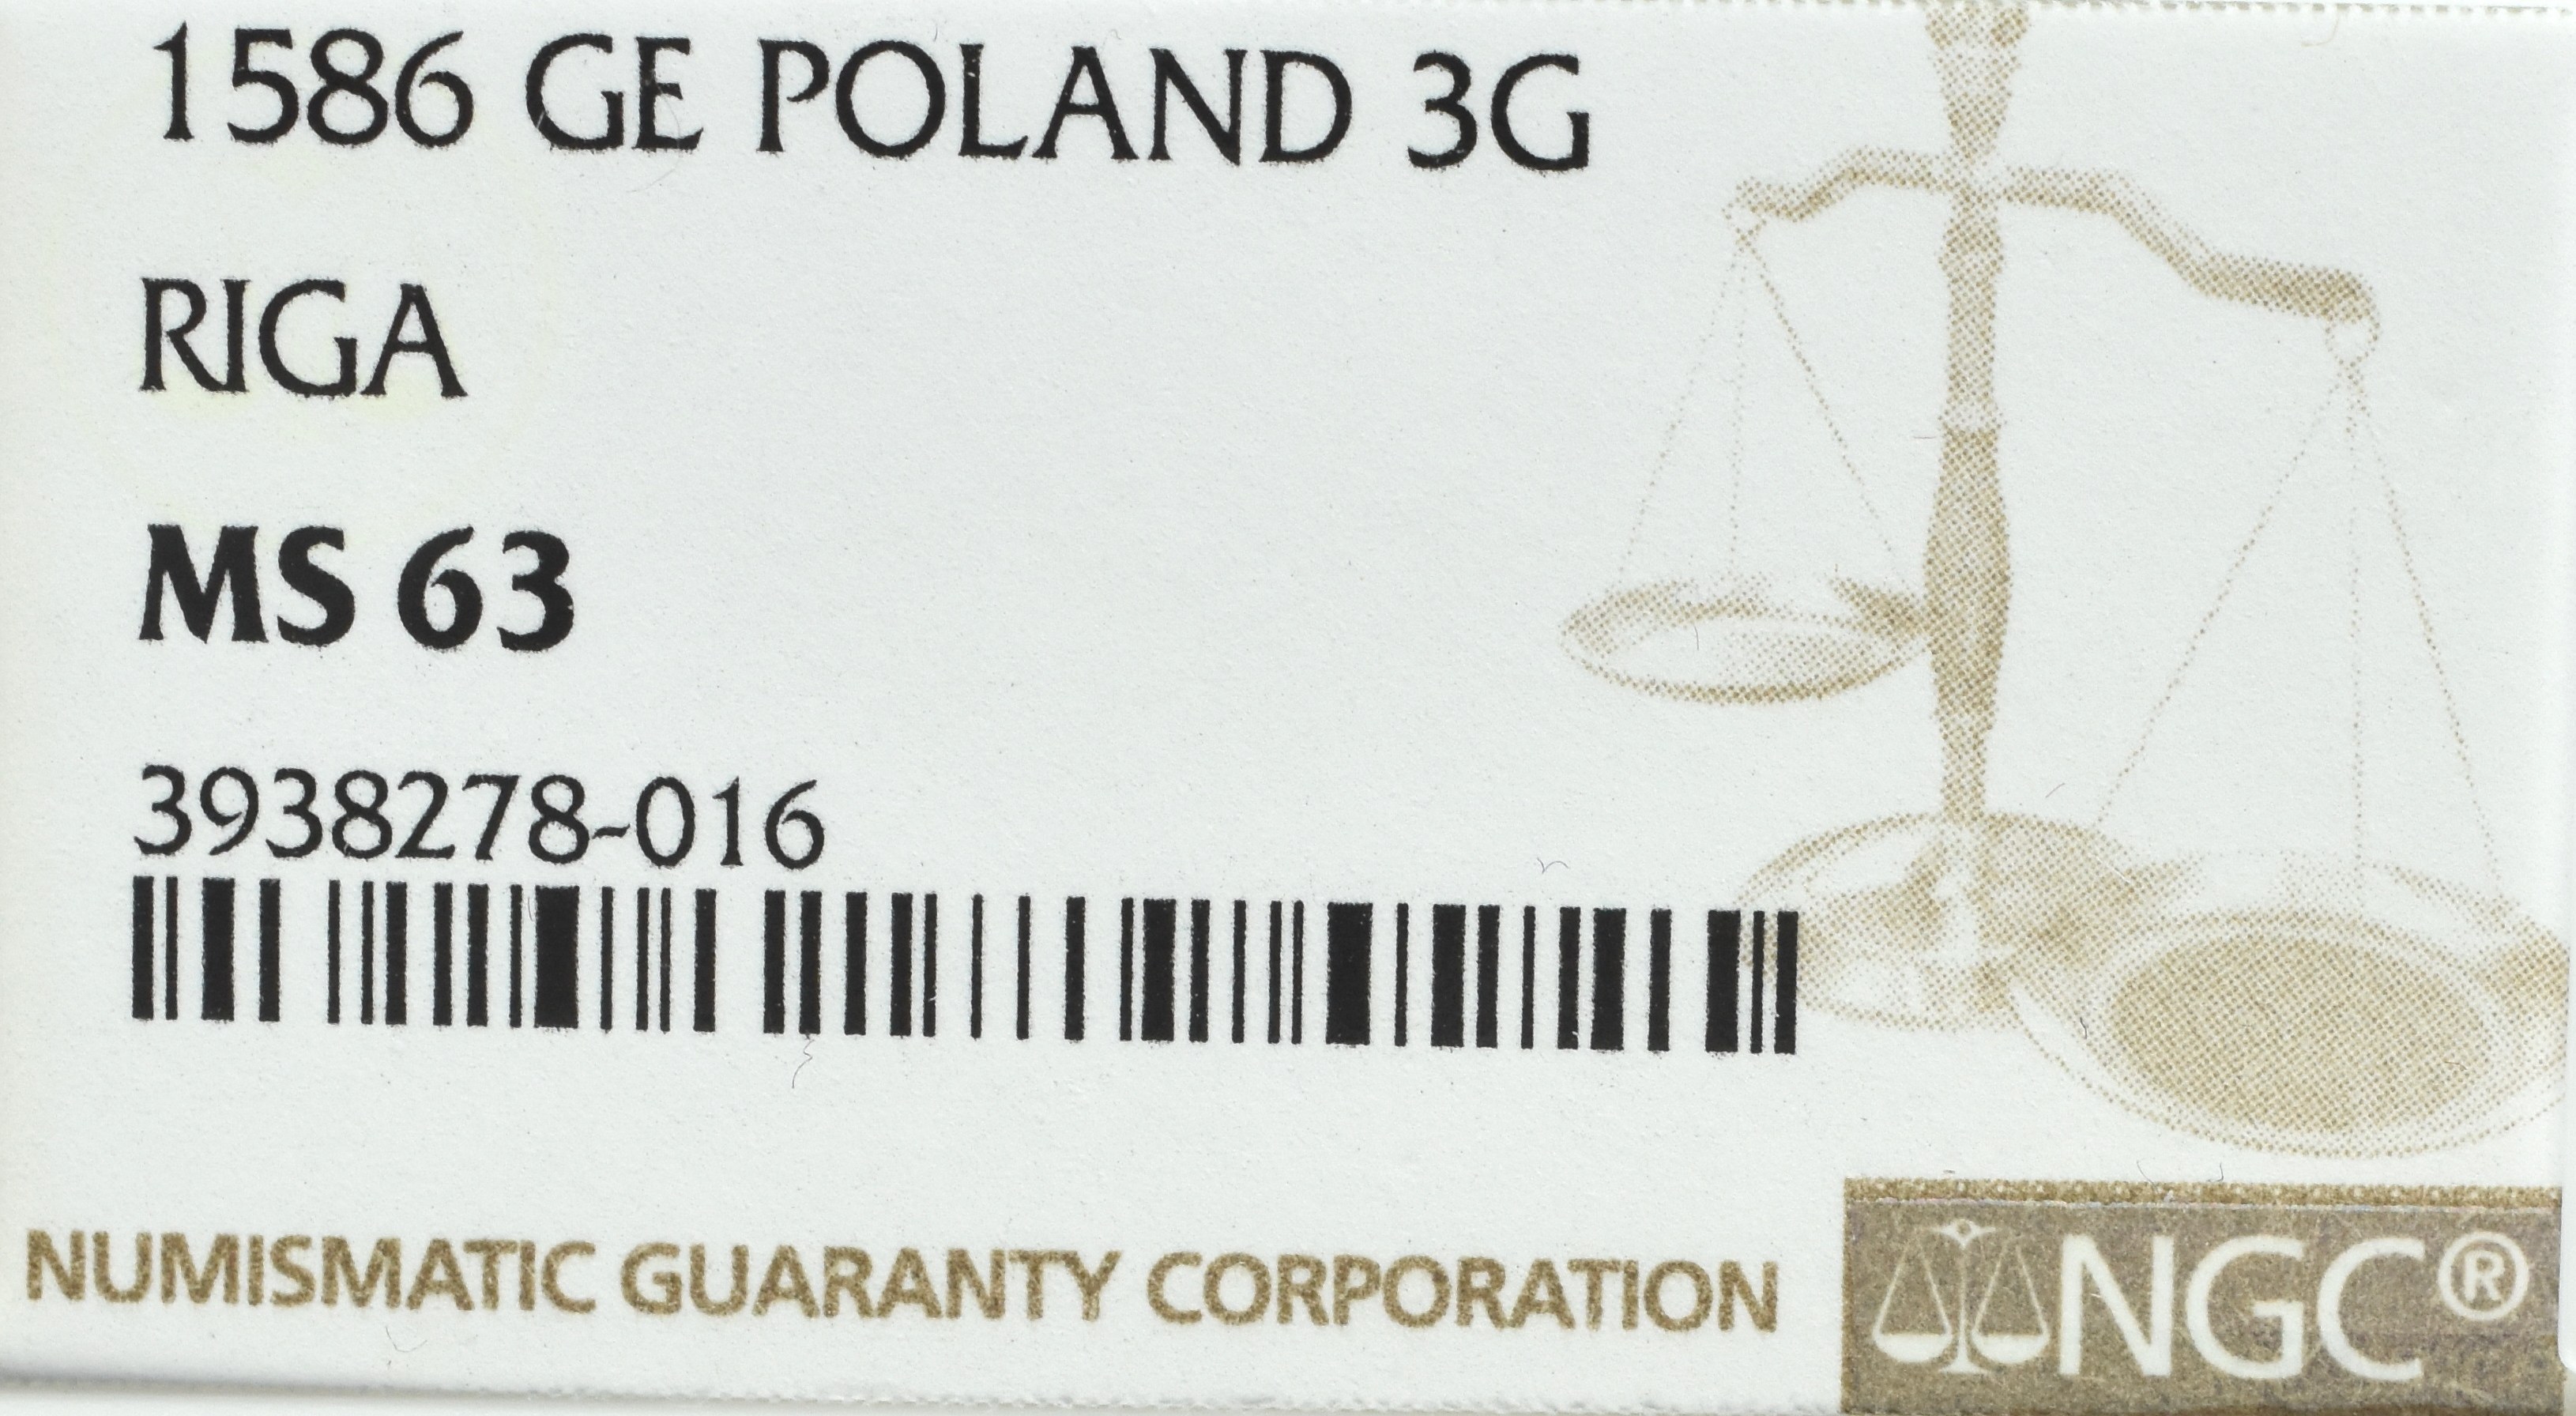 1586 GE POLAND 3G
RIGA
MS 63
3938278-016
NUMISMATIC GUARANTY CORPORATION
NGC®